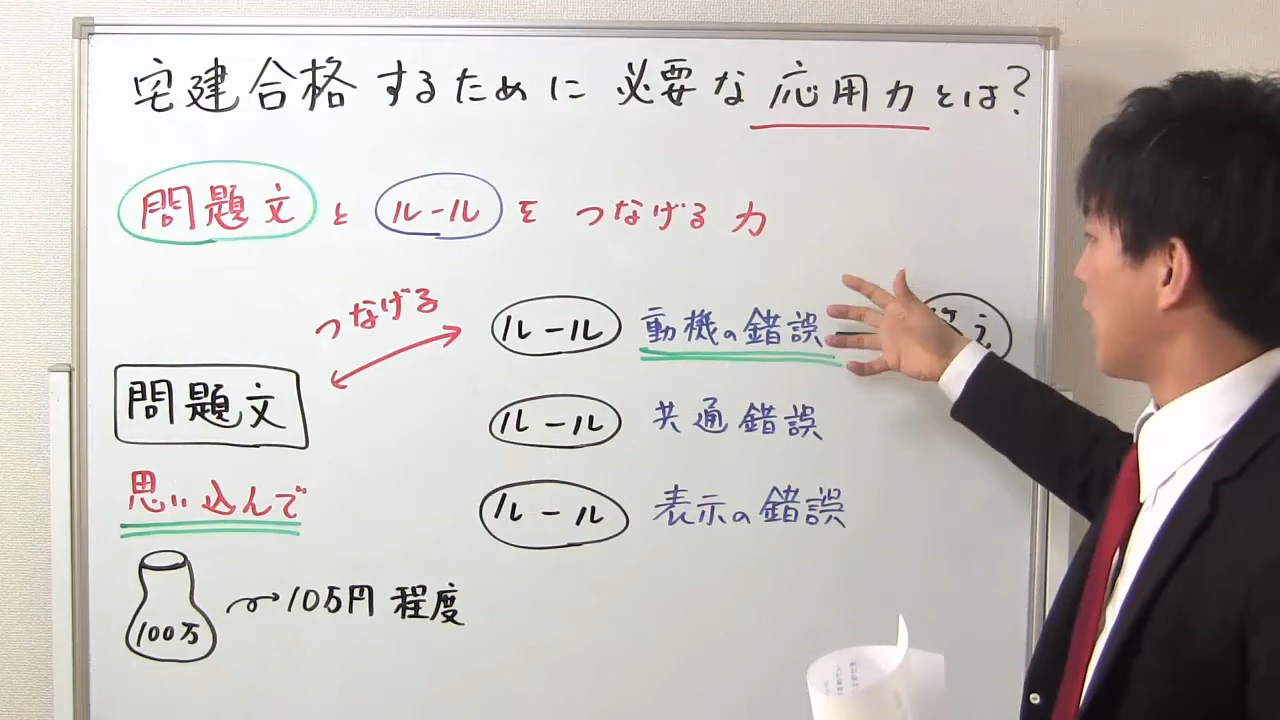 宅建合格するために必要な応用力とは?
問題文とルールをつなげる力
つなげる
ルール 動機の錯誤
問題文
ルール 共通錯誤
思い込んで
ルール 表示の錯誤
100万 10万円程度